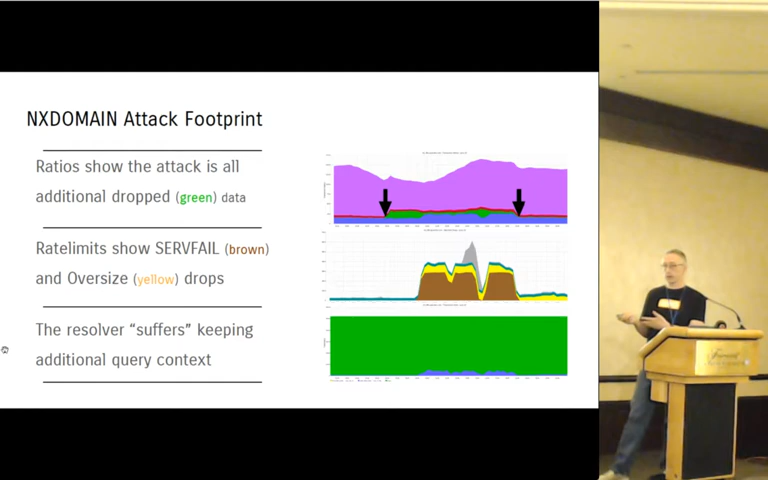 NXDOMAIN Attack Footprint
Ratios show the attack is all
additional dropped (green) data
Ratelimits show SERVFAIL (brown)
and Oversize (yellow) drops
The resolver “suffers” keeping
additional query context